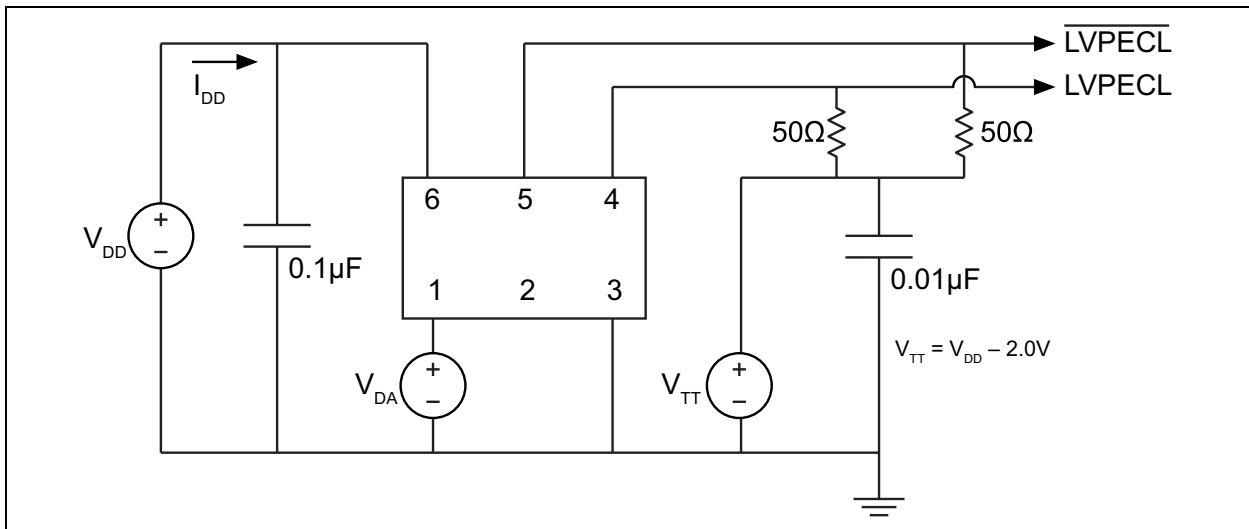 L̅V̅P̅E̅C̅L̅
I_DD
LVPECL
50Ω
50Ω
6 5 4
V_DD
0.1µF
1 2 3
0.01µF
V_TT = V_DD – 2.0V
V_DA
V_TT